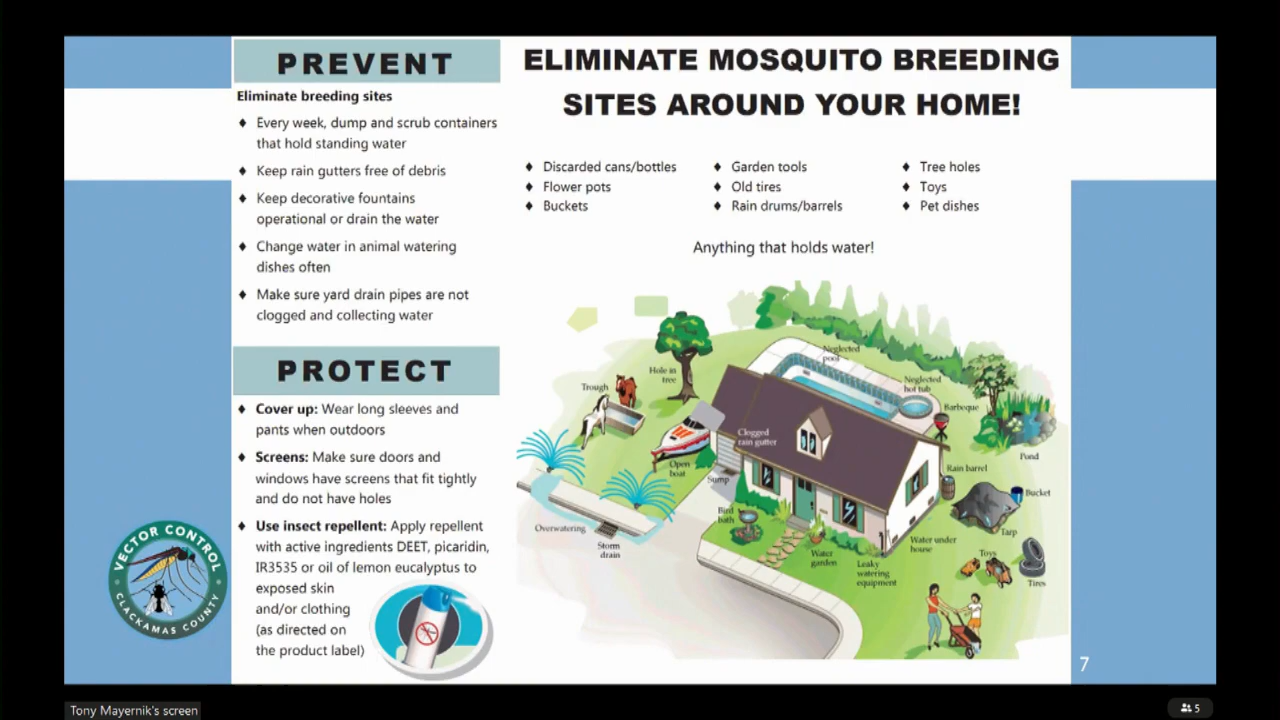 PREVENT
Eliminate breeding sites
♦ Every week, dump and scrub containers
that hold standing water
♦ Keep rain gutters free of debris
♦ Keep decorative fountains
operational or drain the water
♦ Change water in animal watering
dishes often
♦ Make sure yard drain pipes are not
clogged and collecting water
PROTECT
♦ Cover up: Wear long sleeves and
pants when outdoors
♦ Screens: Make sure doors and
windows have screens that fit tightly
and do not have holes
♦ Use insect repellent: Apply repellent
with active ingredients DEET, picaridin,
IR3535 or oil of lemon eucalyptus to
exposed skin
and/or clothing
(as directed on
the product label)
ELIMINATE MOSQUITO BREEDING
SITES AROUND YOUR HOME!
♦ Discarded cans/bottles
♦ Flower pots
♦ Buckets
♦ Garden tools
♦ Old tires
♦ Rain drums/barrels
♦ Tree holes
♦ Toys
♦ Pet dishes
Anything that holds water!
Neglected
pool
Hole in
tree
Trough
Neglected
hot tub
Barbeque
Clogged
rain gutter
Pond
Open
boat
Sump
Rain barrel
Bucket
Bird
bath
Overwatering
Storm
drain
Tarp
Water under
house
Water
garden
Leaky
watering
equipment
Toys
Tires
VECTOR CONTROL
CLACKAMAS COUNTY
7
Tony Mayernik's screen
5